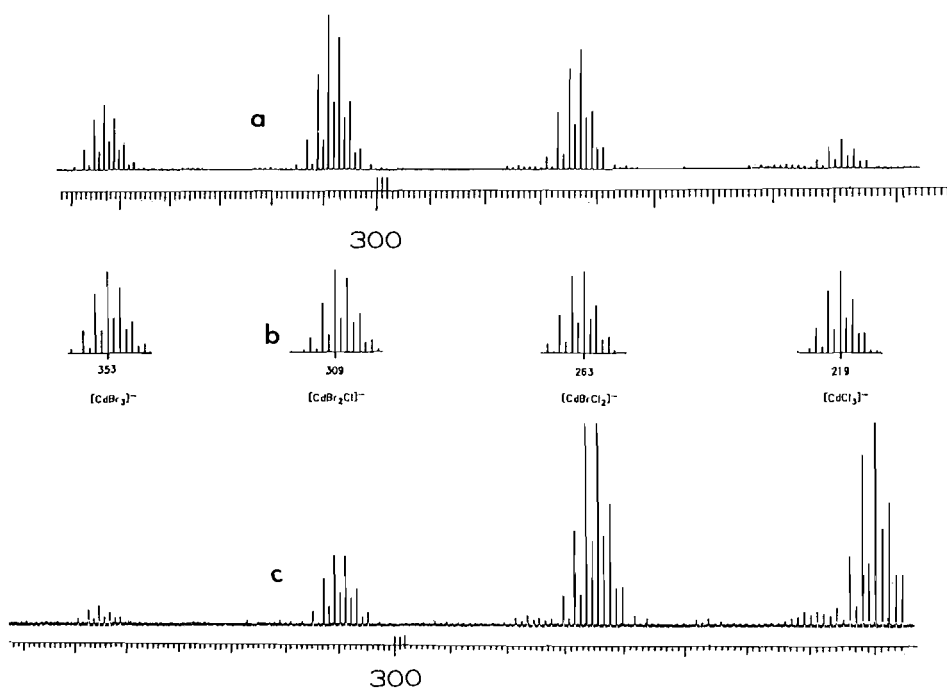 a
300
b
353 309 263 219
[CdBr₃]⁻ [CdBr₂Cl]⁻ [CdBrCl₂]⁻ [CdCl₃]⁻
c
300